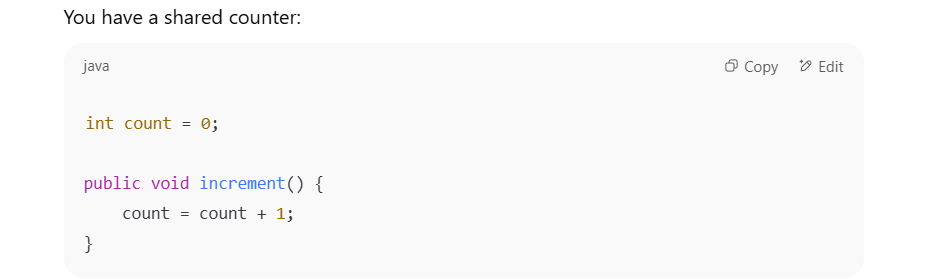 You have a shared counter:
java Copy Edit
int count = 0;
public void increment() {
    count = count + 1;
}